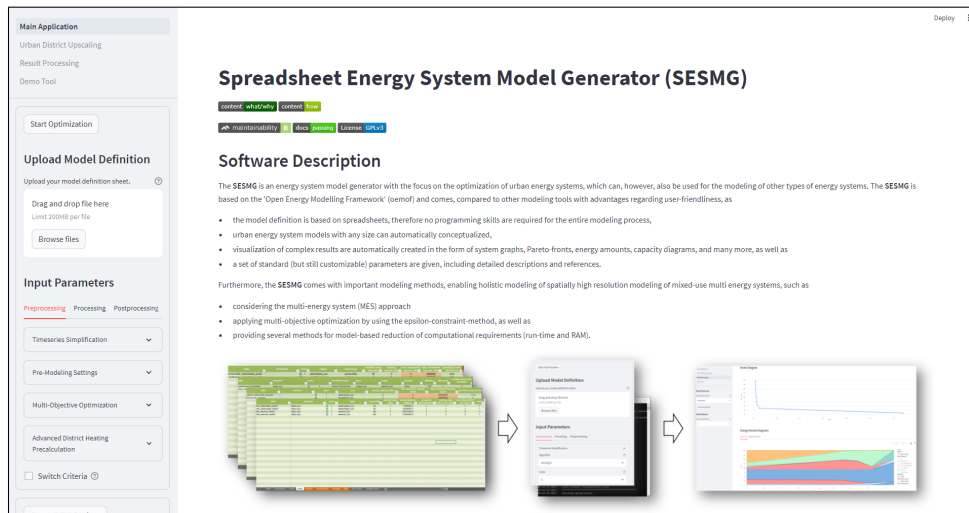 Main Application
Urban District Upscaling
Result Processing
Demo Tool
Start Optimization
Upload Model Definition
Upload your model definition sheet.
Drag and drop file here
Limit 200MB per file
Browse files
Input Parameters
Preprocessing Processing Postprocessing
Timeseries Simplification
Pre-Modeling Settings
Multi-Objective Optimization
Advanced District Heating
Precalculation
Switch Criteria
Deploy
Spreadsheet Energy System Model Generator (SESMG)
content what/why content how
maintainability B docs passing License GPLv3
Software Description
The SESMG is an energy system model generator with the focus on the optimization of urban energy systems, which can, however, also be used for the modeling of other types of energy systems. The SESMG is
based on the 'Open Energy Modelling Framework' (oemof) and comes, compared to other modeling tools with advantages regarding user-friendliness, as
• the model definition is based on spreadsheets, therefore no programming skills are required for the entire modeling process,
• urban energy system models with any size can automatically conceptualized,
• visualization of complex results are automatically created in the form of system graphs, Pareto-fronts, energy amounts, capacity diagrams, and many more, as well as
• a set of standard (but still customizable) parameters are given, including detailed descriptions and references.
Furthermore, the SESMG comes with important modeling methods, enabling holistic modeling of spatially high resolution modeling of mixed-use multi energy systems, such as
• considering the multi-energy system (MES) approach
• applying multi-objective optimization by using the epsilon-constraint-method, as well as
• providing several methods for model-based reduction of computational requirements (run-time and RAM).
Upload Model Definition
Browse files
Input Parameters